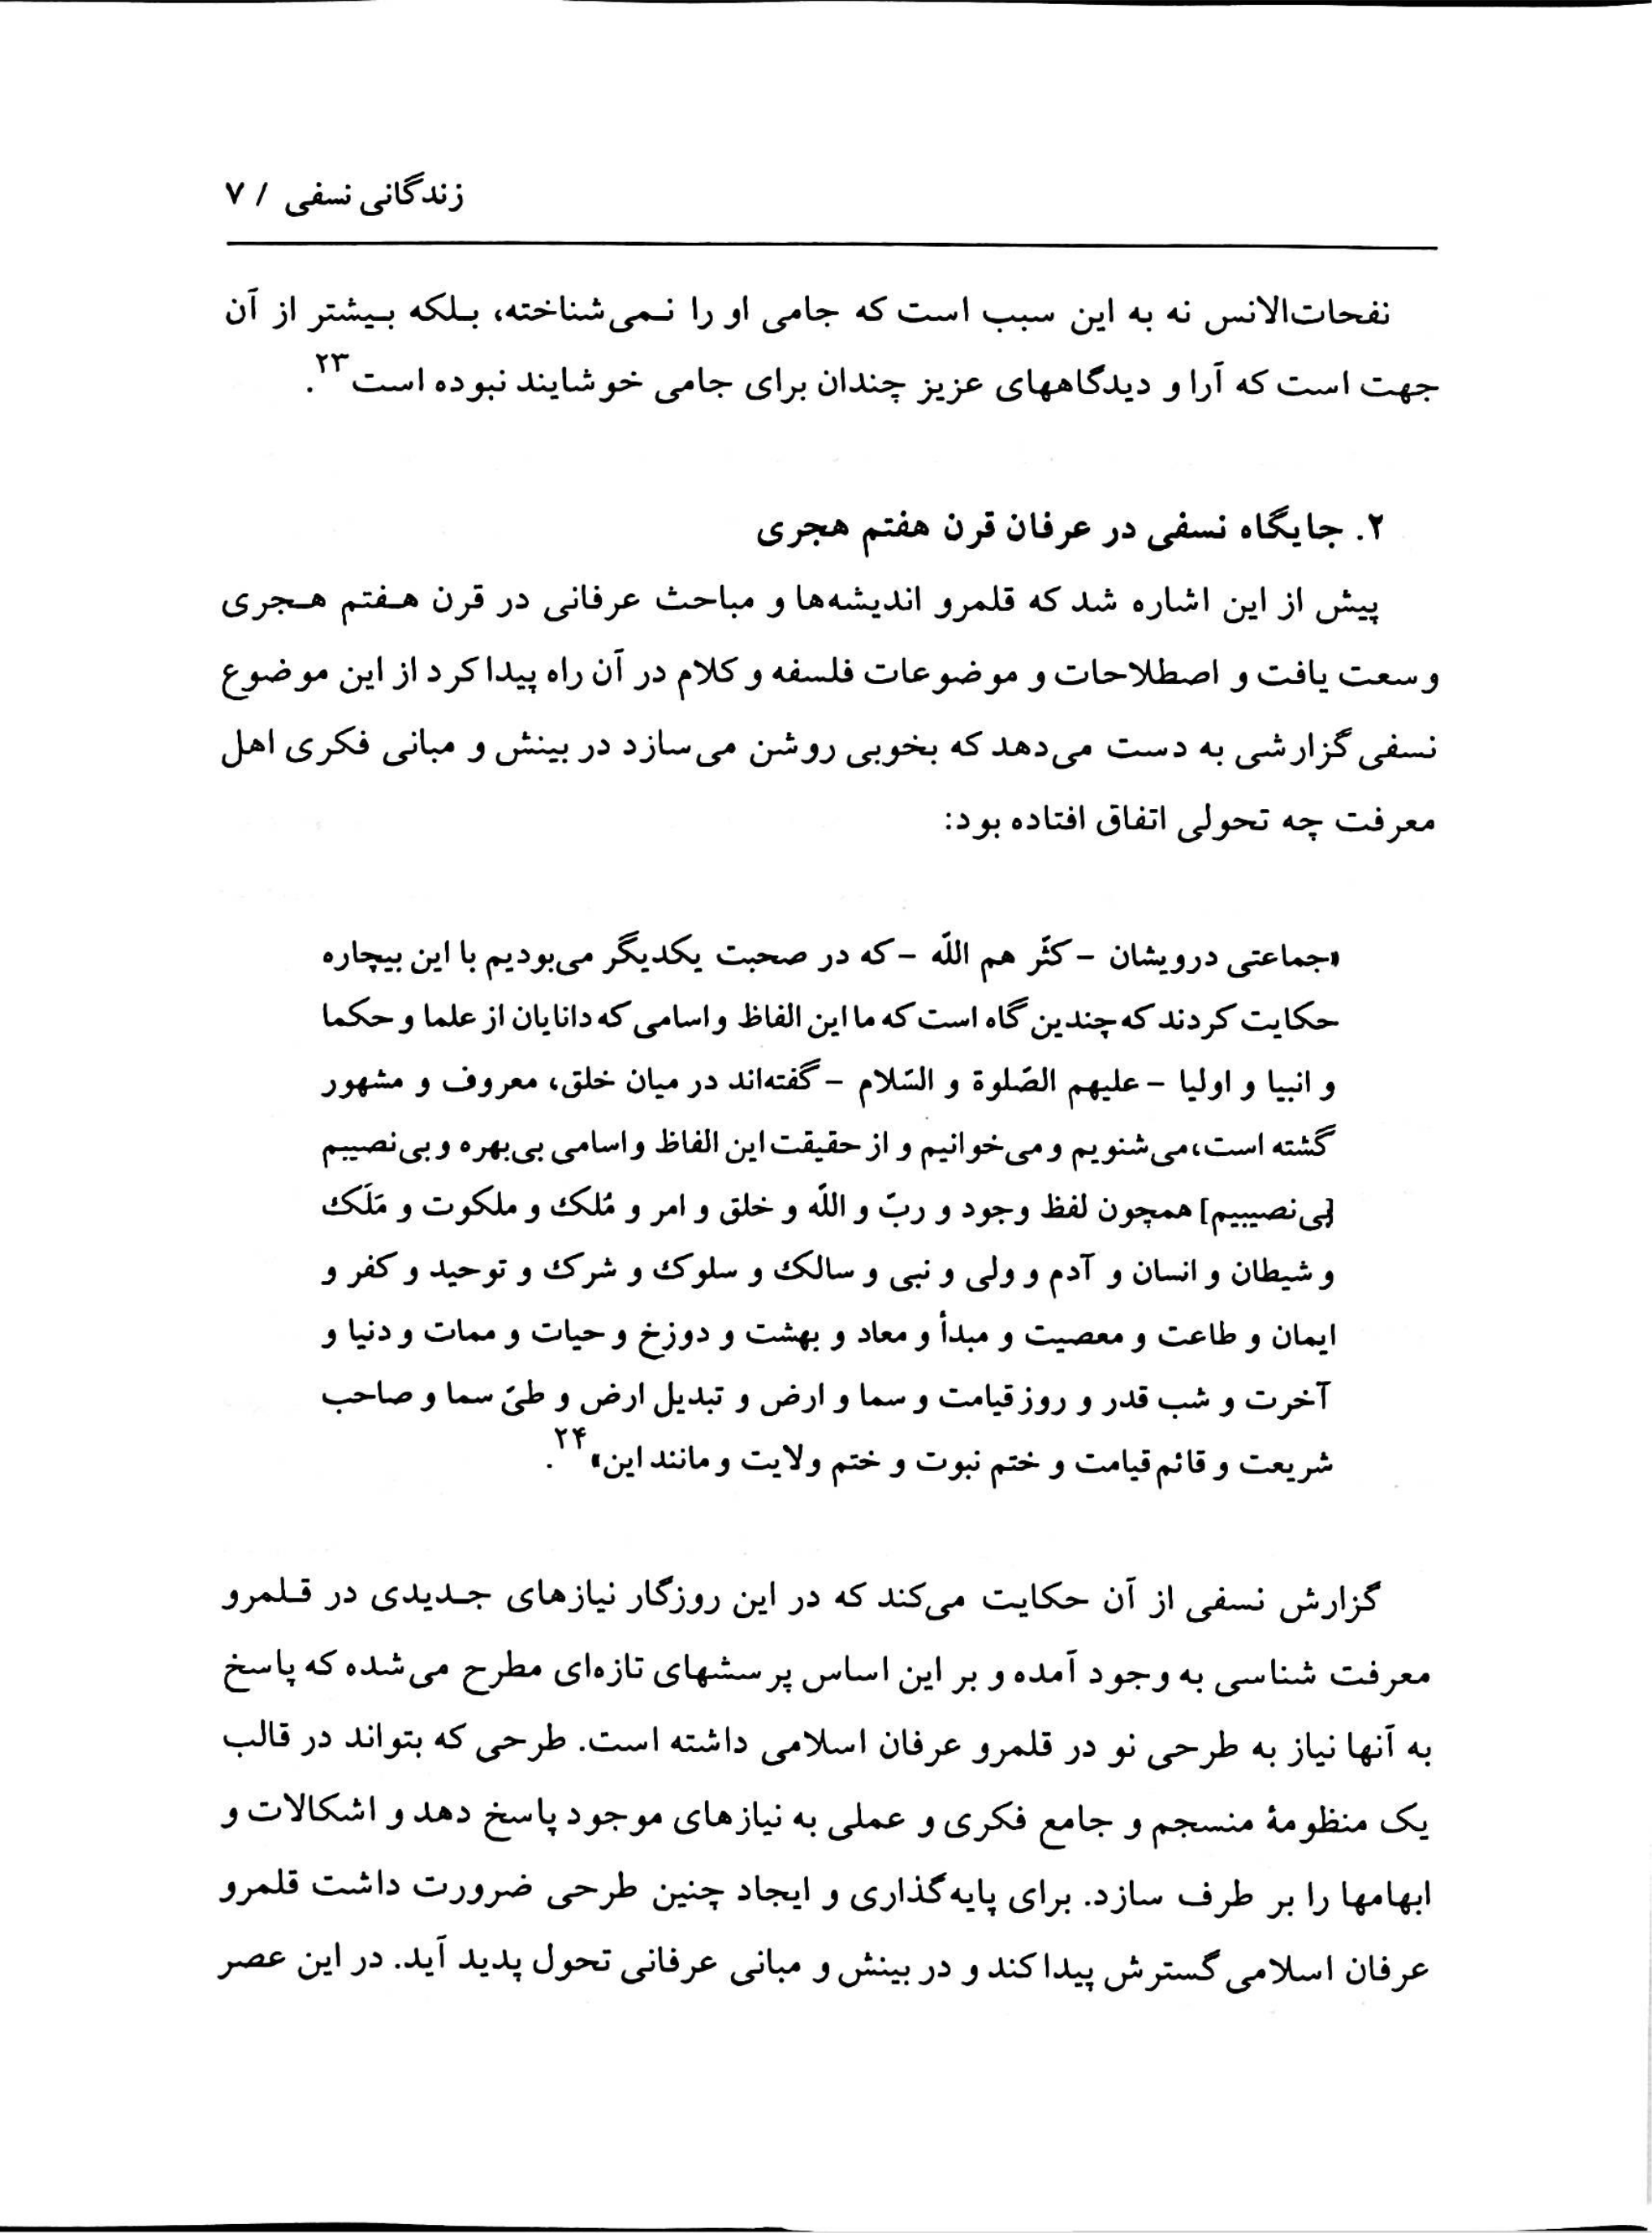 زندگانی نسفی / ۷
نفحات‌الانس نه به این سبب است که جامی او را نمی‌شناخته، بلکه بیشتر از آن
جهت است که آرا و دیدگاههای عزیز چندان برای جامی خوشایند نبوده است۲۳.
۲. جایگاه نسفی در عرفان قرن هفتم هجری
پیش از این اشاره شد که قلمرو اندیشه‌ها و مباحث عرفانی در قرن هفتم هجری
وسعت یافت و اصطلاحات و موضوعات فلسفه و کلام در آن راه پیدا کرد از این موضوع
نسفی گزارشی به دست می‌دهد که بخوبی روشن می‌سازد در بینش و مبانی فکری اهل
معرفت چه تحولی اتفاق افتاده بود:
«جماعتی درویشان - کثّر هم اللّه - که در صحبت یکدیگر می‌بودیم با این بیچاره
حکایت کردند که چندین گاه است که ما این الفاظ و اسامی که دانایان از علما و حکما
و انبیا و اولیا - علیهم الصّلوة و السّلام - گفته‌اند در میان خلق، معروف و مشهور
گشته است، می‌شنویم و می‌خوانیم و از حقیقت این الفاظ و اسامی بی‌بهره و بی‌نصیبم
[بی‌نصیبیم] همچون لفظ وجود و ربّ و اللّه و خلق و امر و مُلک و ملکوت و مَلَک
و شیطان و انسان و آدم و ولی و نبی و سالک و سلوک و شرک و توحید و کفر و
ایمان و طاعت و معصیت و مبدأ و معاد و بهشت و دوزخ و حیات و ممات و دنیا و
آخرت و شب قدر و روز قیامت و سما و ارض و تبدیل ارض و طیّ سما و صاحب
شریعت و قائم قیامت و ختم نبوت و ختم ولایت و مانند این»۲۴.
گزارش نسفی از آن حکایت می‌کند که در این روزگار نیازهای جدیدی در قلمرو
معرفت شناسی به وجود آمده و بر این اساس پرسشهای تازه‌ای مطرح می‌شده که پاسخ
به آنها نیاز به طرحی نو در قلمرو عرفان اسلامی داشته است. طرحی که بتواند در قالب
یک منظومهٔ منسجم و جامع فکری و عملی به نیازهای موجود پاسخ دهد و اشکالات و
ابهامها را بر طرف سازد. برای پایه‌گذاری و ایجاد چنین طرحی ضرورت داشت قلمرو
عرفان اسلامی گسترش پیدا کند و در بینش و مبانی عرفانی تحول پدید آید. در این عصر